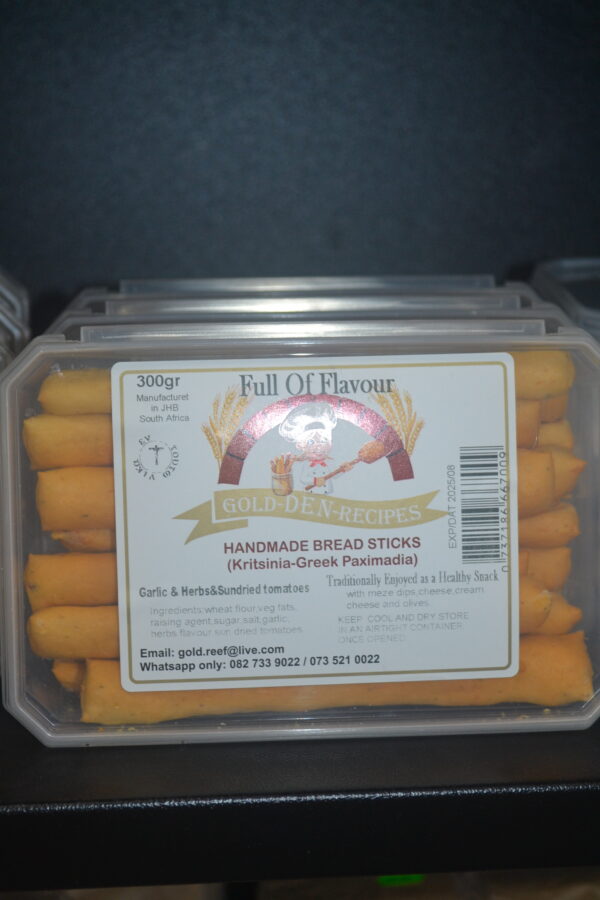 300gr
Manufacturet
in JHB
South Africa
Full Of Flavour
GOLD-DEN-RECIPES
HANDMADE BREAD STICKS
(Kritsinia-Greek Paximadia)
Garlic & Herbs&Sundried tomatoes
Ingredients:wheat flour,veg fats,
raising agent,sugar,salt,garlic,
herbs flavour,sun dried tomatoes
Traditionally Enjoyed as a Healthy Snack
with meze dips,cheese,cream
cheese and olives.
KEEP COOL AND DRY STORE
IN AN AIRTIGHT CONTAINER
ONCE OPENED
Email: gold.reef@live.com
Whatsapp only: 082 733 9022 / 073 521 0022
EXP/DAT 2025/08